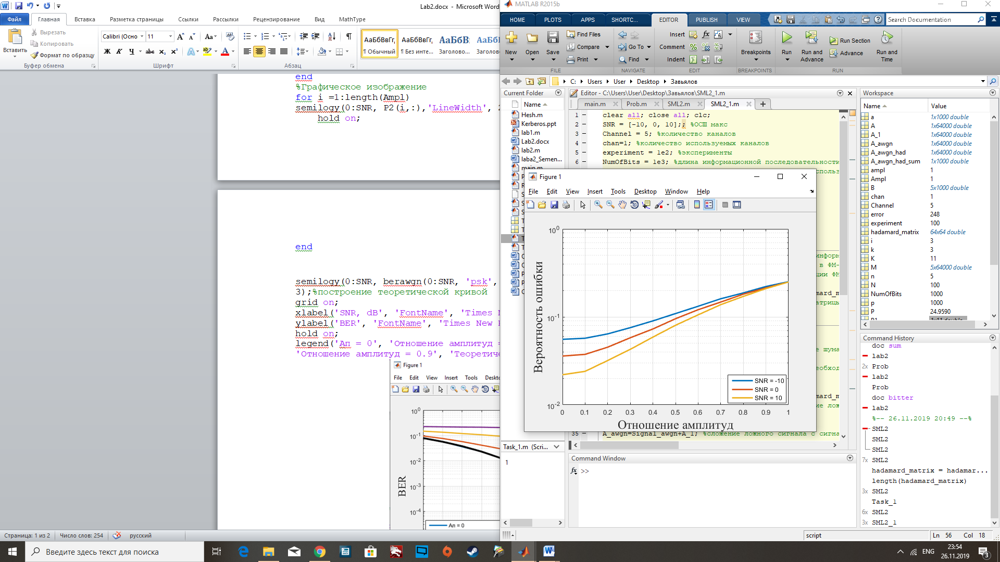 Lab2.docx - Microsoft Word
Файл Главная Вставка Разметка страницы Ссылки Рассылки Рецензирование Вид MathType
Вставить
Вырезать
Копировать
Формат по образцу
Буфер обмена
Calibri (Осно 11
Шрифт
Абзац
АаБбВвГг, АаБбВвГг, АаБбВ АаБбВ
¶ Обычный ¶ Без инте... Заголово... Заголово
end
%Графическое изображение
for i =1:length(Ampl)
semilogy(0:SNR, P2(i,:),'LineWidth', 2
hold on;
end
semilogy(0:SNR, berawgn(0:SNR, 'psk',
3);%построение теоретической кривой
grid on;
xlabel('SNR, dB', 'FontName', 'Times N
ylabel('BER', 'FontName', 'Times New
hold on;
legend('Ап = 0', 'Отношение амплитуд =
'Отношение амплитуд = 0.9', 'Теоретиче
Figure 1
File Edit View Insert Tools Deskto
10^0
10^-1
10^-2
10^-3
10^-4
BER
Ап = 0
Страница: 1 из 2 Число слов: 254 русский
MATLAB R2015b
HOME PLOTS APPS SHORTC... EDITOR PUBLISH VIEW
Search Documentation
New Open Save
Find Files
Compare
Print
FILE
Go To
Find
NAVIGATE
Insert
Comment
Indent
EDIT
Breakpoints
BREAKPOINTS
Run
Run and Advance
Run Section
Advance
Run and Time
RUN
C: Users User Desktop Завьялов
Current Folder
Name
Hesh.m
Kerberos.ppt
lab1.m
Lab2.docx
lab2.m
laba2_Semen...
main.m
Task_1.m (Scri...
1
Editor - C:\Users\User\Desktop\Завьялов\SML2_1.m
main.m Prob.m SML2.m SML2_1.m
1 clear all; close all; clc;
2 SNR = [-10, 0, 10];; %ОСШ макс
3 Channel = 5; %количество каналов
4 chan=1; %количество используемых каналов
5 experiment = 1e2; %эксперименты
6 NumOfBits = 1e3; %длина информационной последовательности
35 A_awgn=Signal_awgn+A_1; %сложение ложного сигнала с сигна
Figure 1
File Edit View Insert Tools Desktop Window Help
Вероятность ошибки
10^0
10^-1
10^-2
0 0.1 0.2 0.3 0.4 0.5 0.6 0.7 0.8 0.9 1
Отношение амплитуд
SNR = -10
SNR = 0
SNR = 10
Command Window
fx >>
Workspace
Name Value
a 1x1000 double
A 1x64000 double
A_1 1x64000 double
A_awgn 1x64000 double
A_awgn_had 1x64000 double
A_awgn_had_sum 1x1000 double
ampl 1
Ampl 1
B 5x1000 double
chan 1
Channel 5
error 248
experiment 100
hadamard_matrix 64x64 double
i 3
k 3
K 11
M 5x64000 double
n 5
N 100
NumOfBits 1000
p 1000
P 24.9590
P1 1x11 double
Command History
doc sum
lab2
2x Prob
lab2
Prob
doc bitter
lab2
%-- 26.11.2019 20:49 --%
SML2
SML2
SML2
7x SML2
hadamard_matrix = hadamar...
length(hadamard_matrix)
3x SML2
Task_1
6x SML2
3x SML2_1
script Ln 56 Col 18
Введите здесь текст для поиска
ENG
23:54
26.11.2019
3